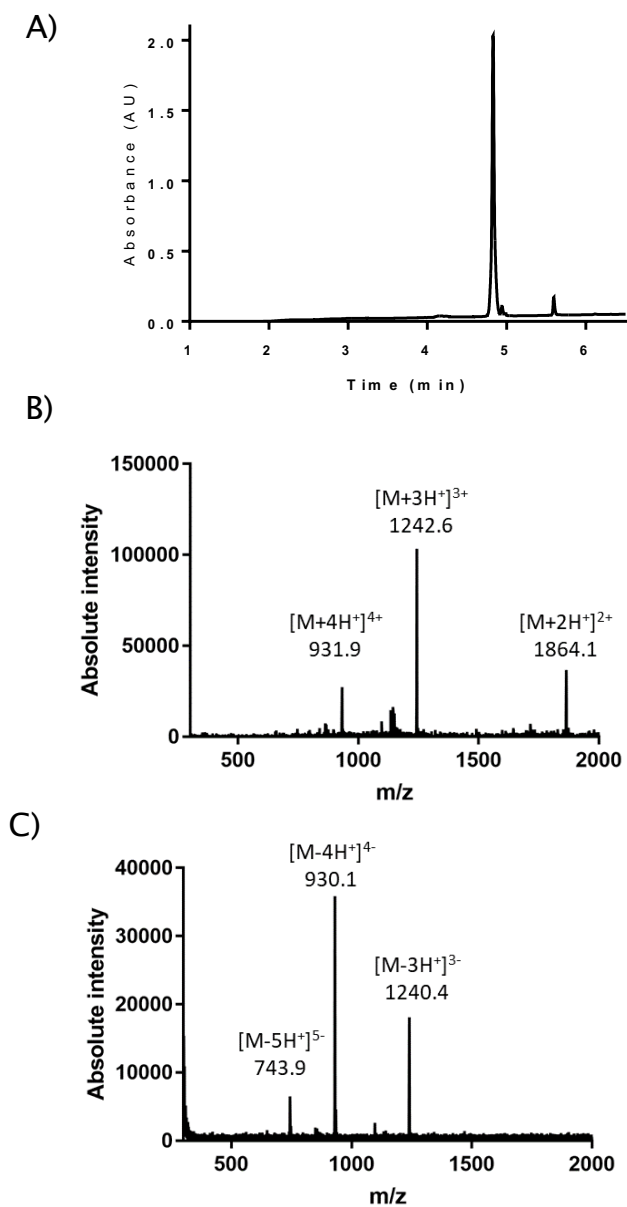 A)
2.0
1.5
1.0
0.5
0.0
Absorbance (AU)
1 2 3 4 5 6
Time (min)
B)
150000
100000
50000
0
Absolute intensity
[M+3H⁺]³⁺
1242.6
[M+4H⁺]⁴⁺
931.9
[M+2H⁺]²⁺
1864.1
500 1000 1500 2000
m/z
C)
40000
30000
20000
10000
0
Absolute intensity
[M-4H⁺]⁴⁻
930.1
[M-3H⁺]³⁻
1240.4
[M-5H⁺]⁵⁻
743.9
500 1000 1500 2000
m/z